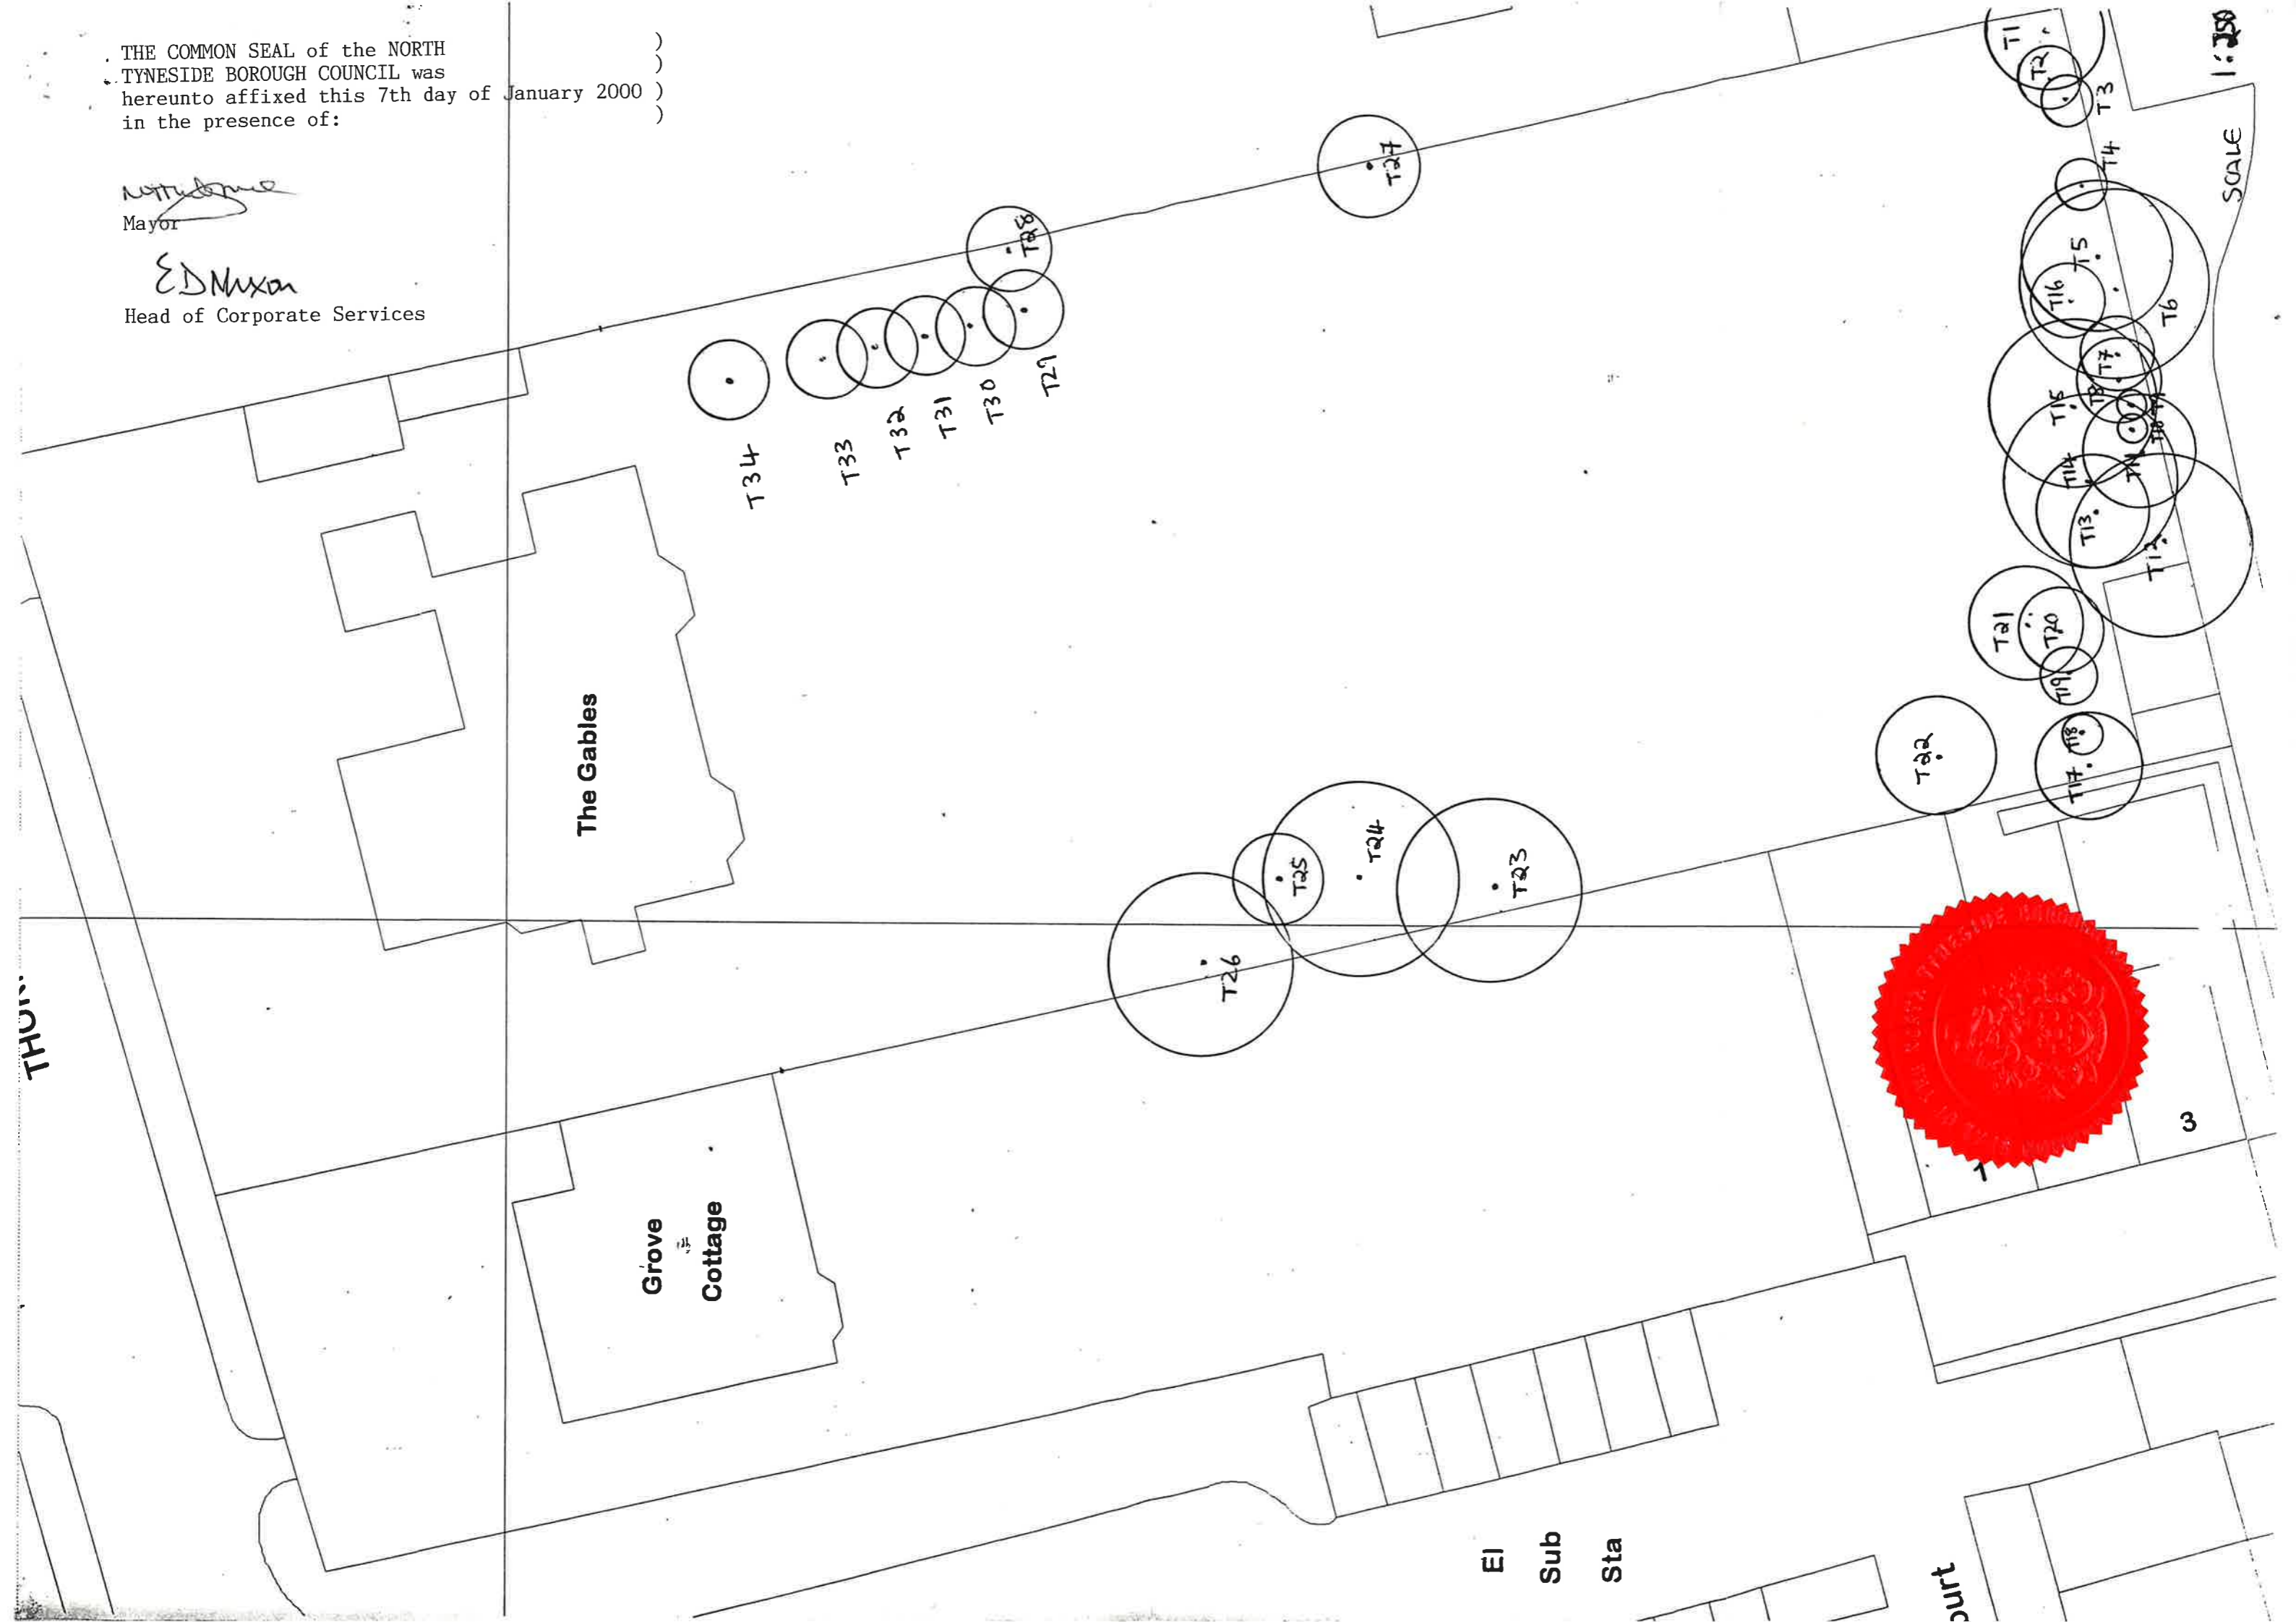 THE COMMON SEAL of the NORTH )
TYNESIDE BOROUGH COUNCIL was )
hereunto affixed this 7th day of January 2000 )
in the presence of: )
Mayor
EDNixon
Head of Corporate Services
SCALE 1:250
T1
T2
T3
T4
T5
T6
T16
T7
T8
T15
T14
T11
T13
T12
T21
T20
T19
T18
T17
T22
T27
T28
T29
T30
T31
T32
T33
T34
T25
T24
T23
T26
The Gables
Grove
Cottage
El
Sub
Sta
1
3